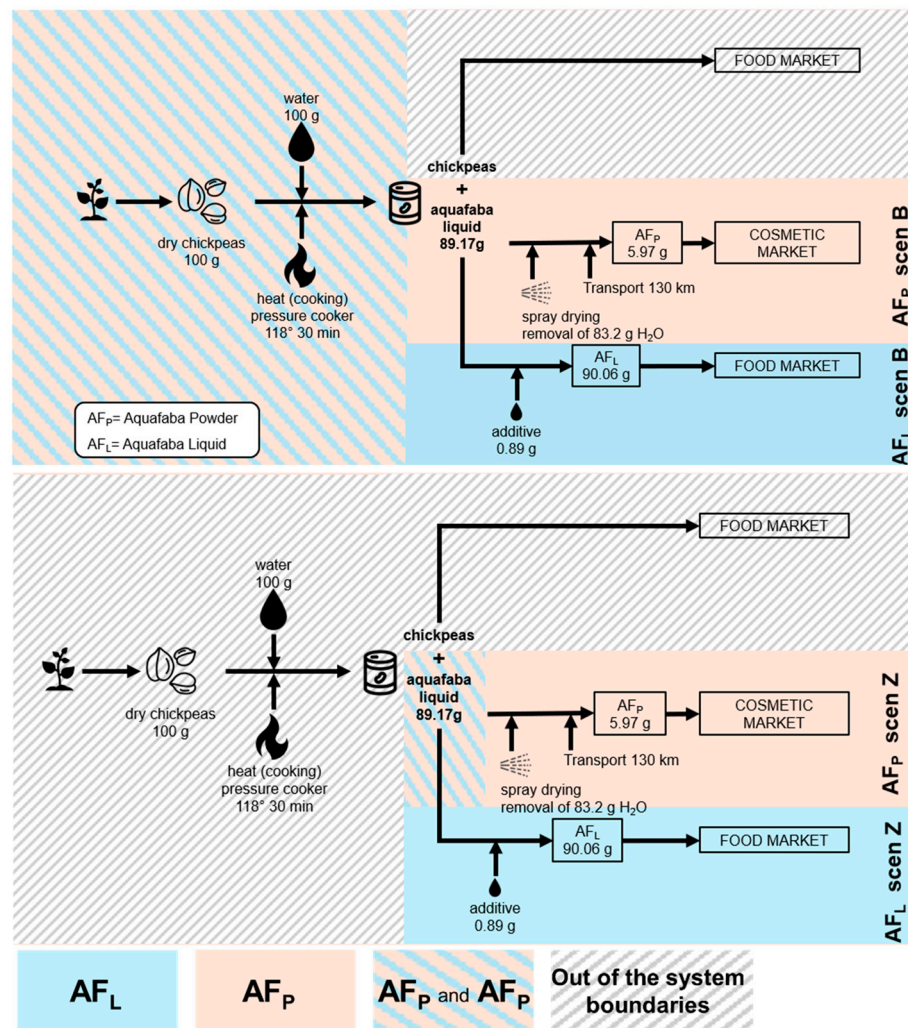 FOOD MARKET
water
100 g
chickpeas
+
aquafaba
liquid
89.17g
dry chickpeas
100 g
heat (cooking)
pressure cooker
118° 30 min
AFP
5.97 g
COSMETIC
MARKET
Transport 130 km
spray drying
removal of 83.2 g H2O
AFP scen B
AFL
90.06 g
FOOD MARKET
additive
0.89 g
AFL scen B
AFP= Aquafaba Powder
AFL= Aquafaba Liquid
FOOD MARKET
water
100 g
chickpeas
+
aquafaba
liquid
89.17g
dry chickpeas
100 g
heat (cooking)
pressure cooker
118° 30 min
AFP
5.97 g
COSMETIC
MARKET
Transport 130 km
spray drying
removal of 83.2 g H2O
AFP scen Z
AFL
90.06 g
FOOD MARKET
additive
0.89 g
AFL scen Z
AFL
AFP
AFP and AFP
Out of the system
boundaries